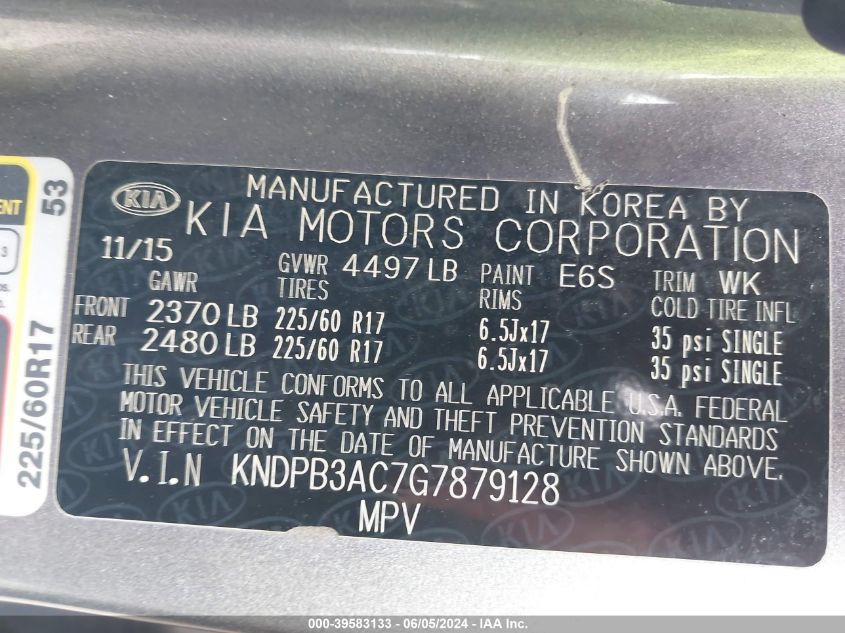 MANUFACTURED IN KOREA BY
KIA KIA MOTORS CORPORATION
11/15 GVWR 4497 LB PAINT E6S TRIM WK
GAWR TIRES RIMS COLD TIRE INFL
FRONT 2370 LB 225/60 R17 6.5Jx17 35 psi SINGLE
REAR 2480 LB 225/60 R17 6.5Jx17 35 psi SINGLE
THIS VEHICLE CONFORMS TO ALL APPLICABLE U.S.A. FEDERAL
MOTOR VEHICLE SAFETY AND THEFT PREVENTION STANDARDS
IN EFFECT ON THE DATE OF MANUFACTURE SHOWN ABOVE.
V.I.N KNDPB3AC7G7879128
MPV
53
225/60R17
3
000-39583133 - 06/05/2024 - IAA Inc.